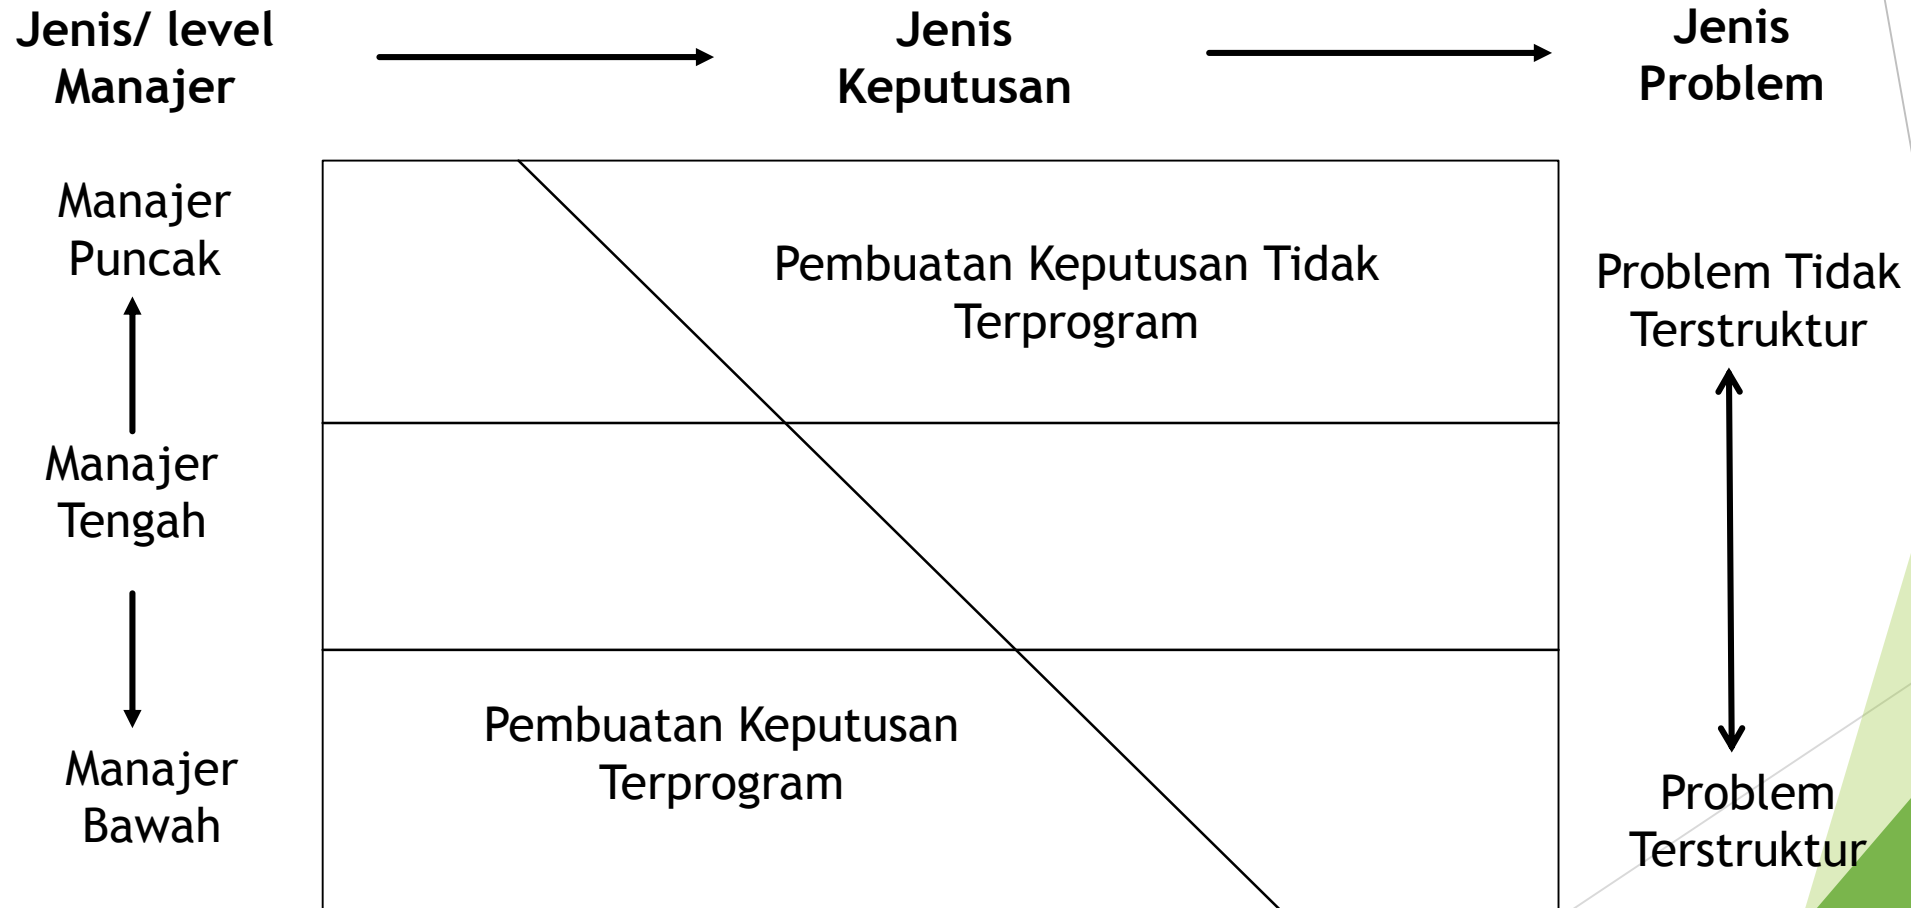 Jenis/ level
Manajer
Jenis
Keputusan
Jenis
Problem
Manajer
Puncak
Pembuatan Keputusan Tidak
Terprogram
Problem Tidak
Terstruktur
Manajer
Tengah
Pembuatan Keputusan
Terprogram
Manajer
Bawah
Problem
Terstruktur